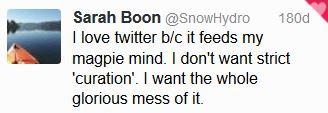 Sarah Boon @SnowHydro 180d
I love twitter b/c it feeds my
magpie mind. I don't want strict
'curation'. I want the whole
glorious mess of it.